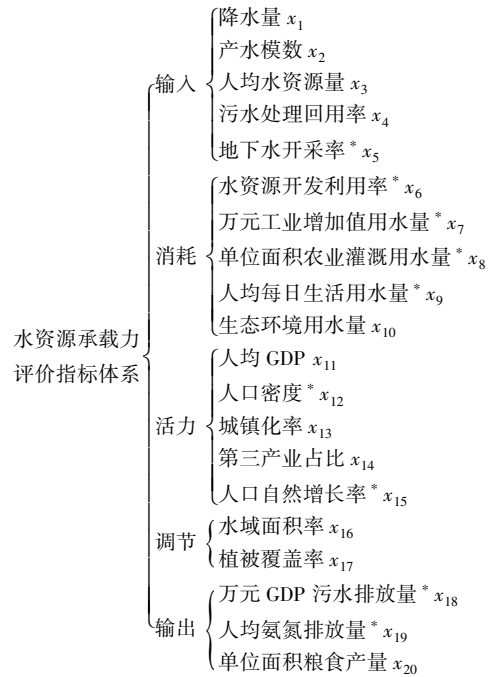 水资源承载力
评价指标体系
输入
降水量 x1
产水模数 x2
人均水资源量 x3
污水处理回用率 x4
地下水开采率* x5
消耗
水资源开发利用率* x6
万元工业增加值用水量* x7
单位面积农业灌溉用水量* x8
人均每日生活用水量* x9
生态环境用水量 x10
活力
人均 GDP x11
人口密度* x12
城镇化率 x13
第三产业占比 x14
人口自然增长率* x15
调节
水域面积率 x16
植被覆盖率 x17
输出
万元 GDP 污水排放量* x18
人均氨氮排放量* x19
单位面积粮食产量 x20